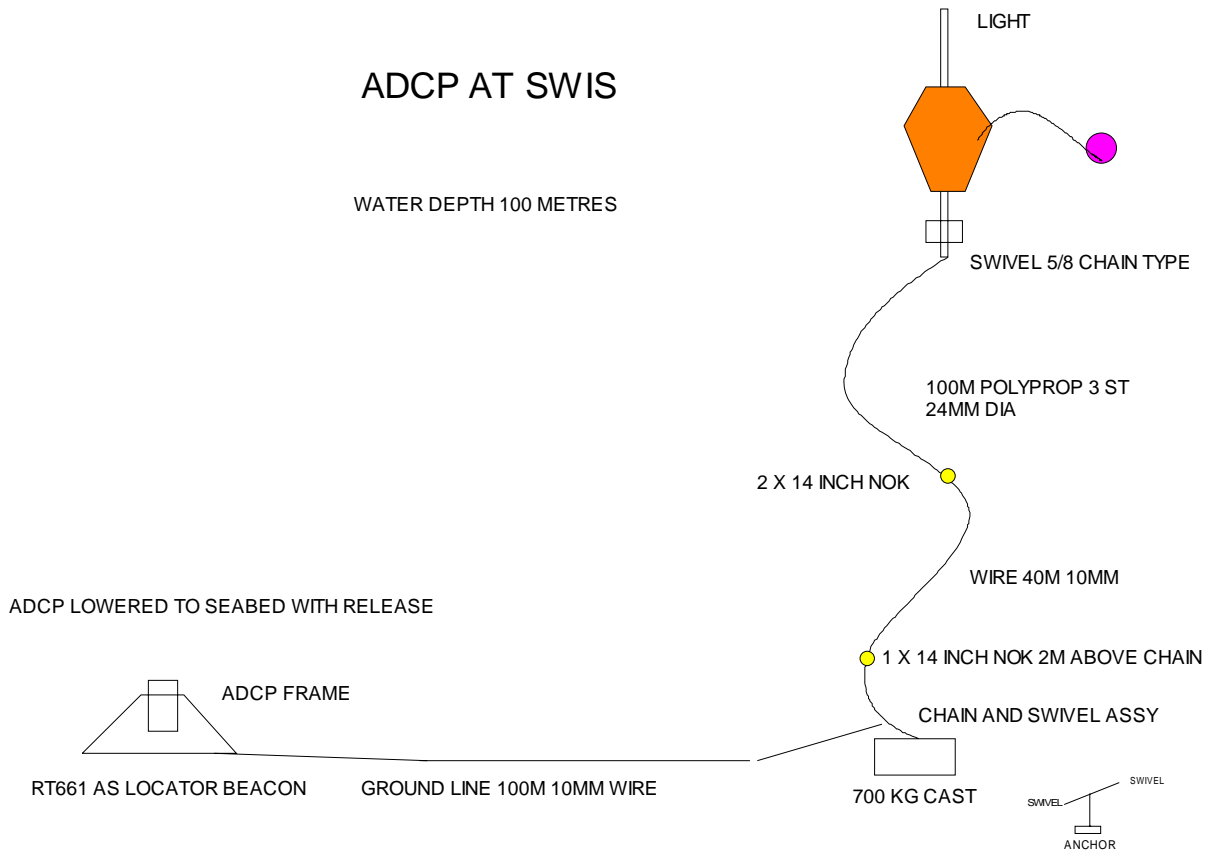 LIGHT
ADCP AT SWIS
WATER DEPTH 100 METRES
SWIVEL 5/8 CHAIN TYPE
100M POLYPROP 3 ST
24MM DIA
2 X 14 INCH NOK
WIRE 40M 10MM
ADCP LOWERED TO SEABED WITH RELEASE
1 X 14 INCH NOK 2M ABOVE CHAIN
ADCP FRAME
CHAIN AND SWIVEL ASSY
RT661 AS LOCATOR BEACON
GROUND LINE 100M 10MM WIRE
700 KG CAST
SWIVEL
SWIVEL
ANCHOR